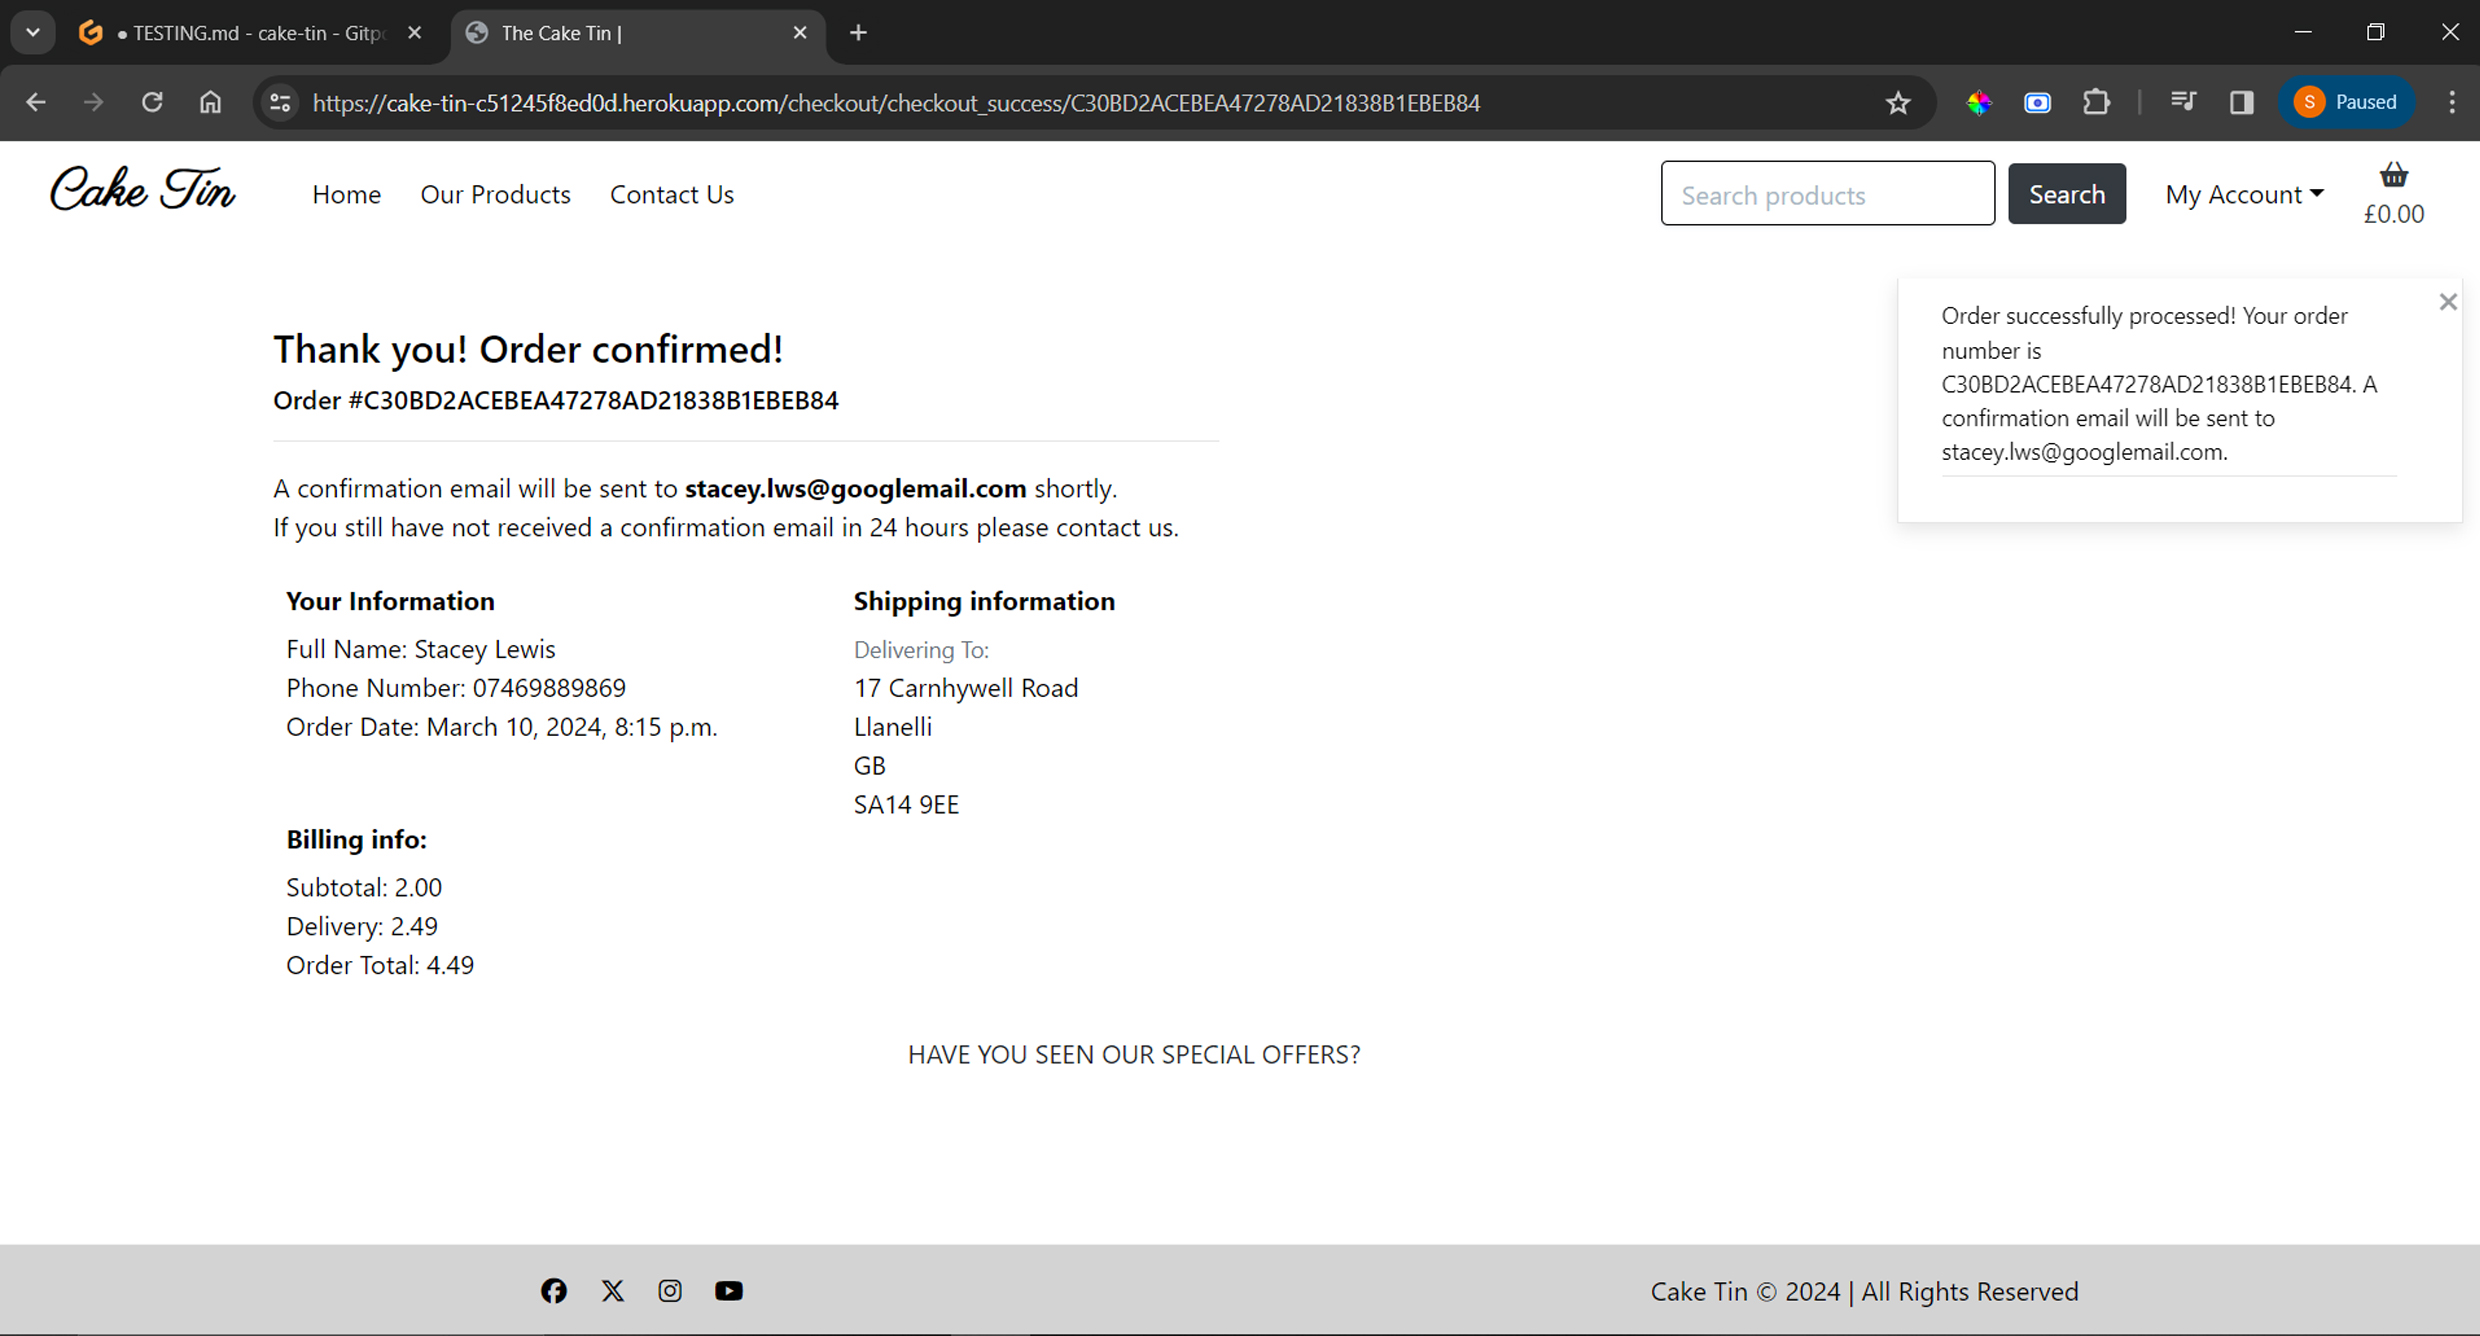 ● TESTING.md - cake-tin - Gitpo
The Cake Tin |
https://cake-tin-c51245f8ed0d.herokuapp.com/checkout/checkout_success/C30BD2ACEBEA47278AD21838B1EBEB84
S Paused
Cake Tin
Home Our Products Contact Us
Search products Search My Account £0.00
Order successfully processed! Your order
number is
C30BD2ACEBEA47278AD21838B1EBEB84. A
confirmation email will be sent to
stacey.lws@googlemail.com.
Thank you! Order confirmed!
Order #C30BD2ACEBEA47278AD21838B1EBEB84
A confirmation email will be sent to stacey.lws@googlemail.com shortly.
If you still have not received a confirmation email in 24 hours please contact us.
Your Information
Full Name: Stacey Lewis
Phone Number: 07469889869
Order Date: March 10, 2024, 8:15 p.m.
Shipping information
Delivering To:
17 Carnhywell Road
Llanelli
GB
SA14 9EE
Billing info:
Subtotal: 2.00
Delivery: 2.49
Order Total: 4.49
HAVE YOU SEEN OUR SPECIAL OFFERS?
Cake Tin © 2024 | All Rights Reserved